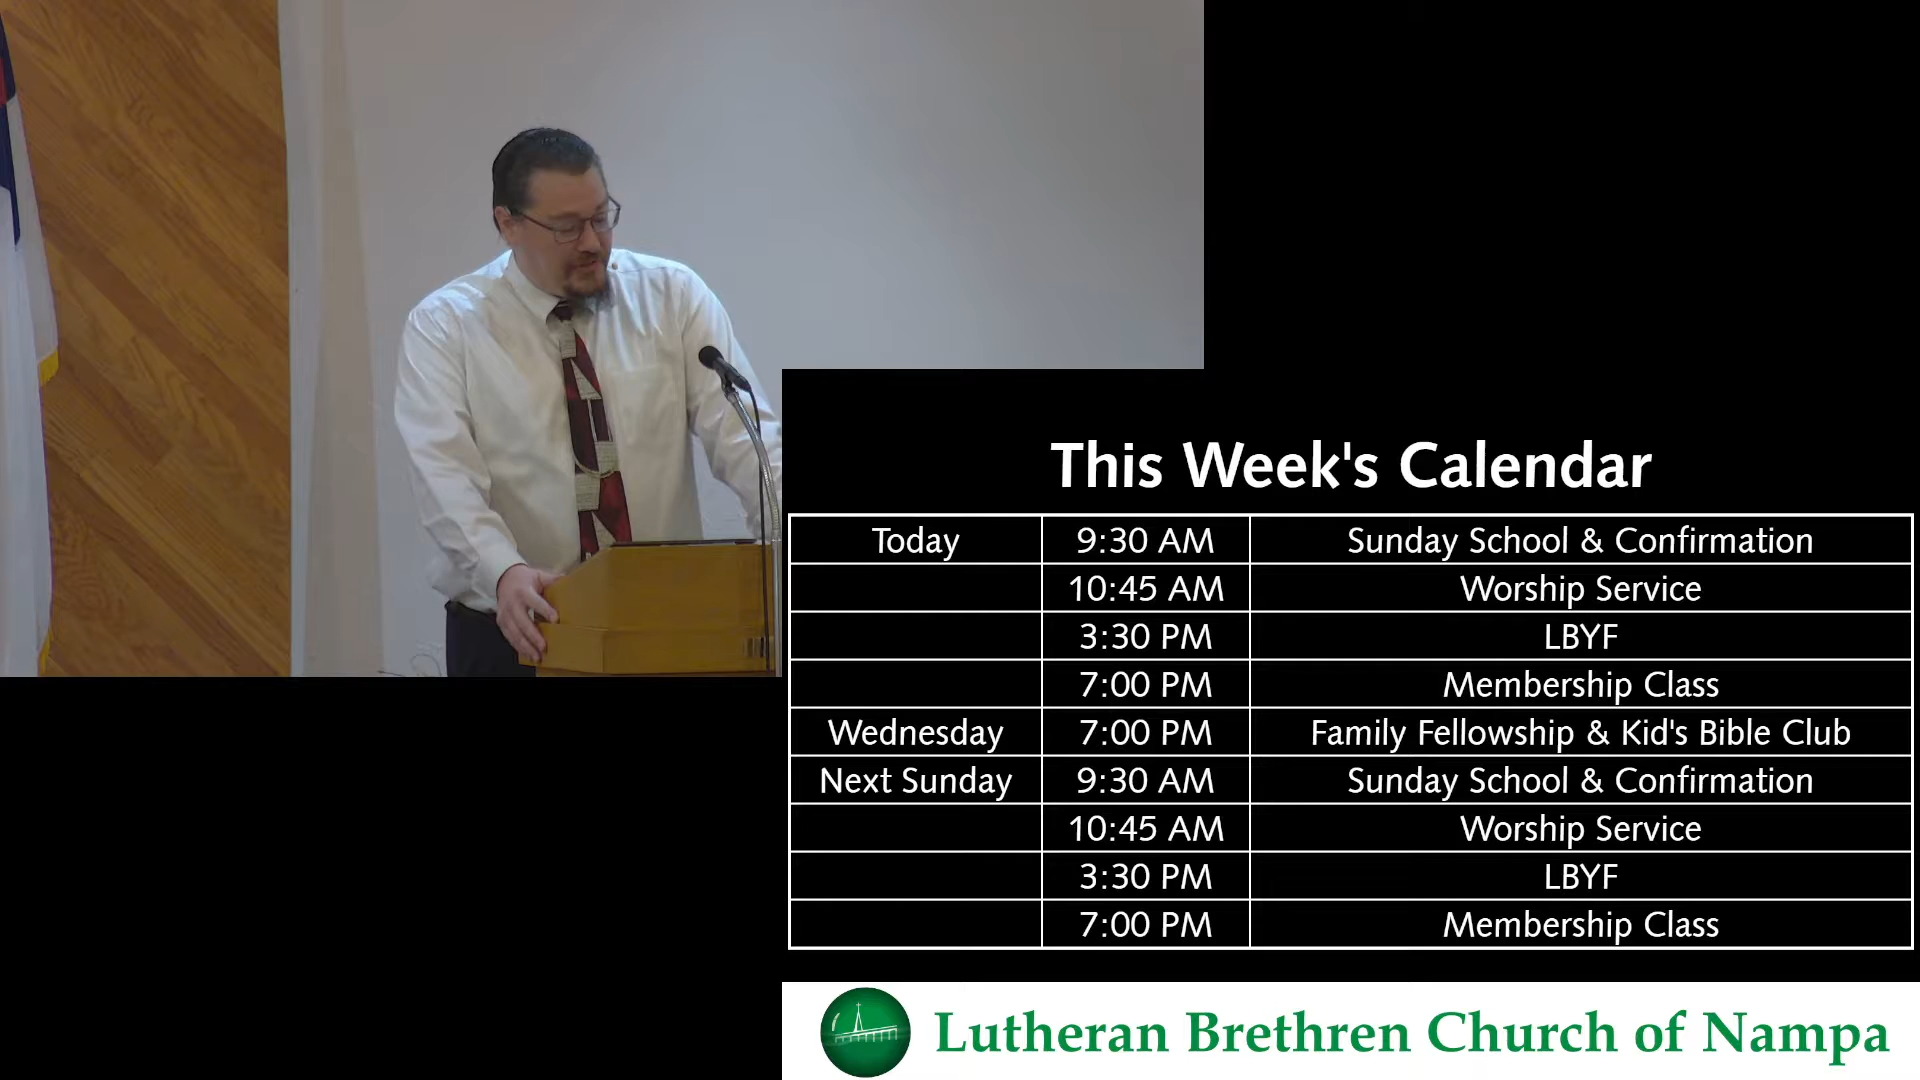 This Week's Calendar
Today 9:30 AM Sunday School & Confirmation
10:45 AM Worship Service
3:30 PM LBYF
7:00 PM Membership Class
Wednesday 7:00 PM Family Fellowship & Kid's Bible Club
Next Sunday 9:30 AM Sunday School & Confirmation
10:45 AM Worship Service
3:30 PM LBYF
7:00 PM Membership Class
Lutheran Brethren Church of Nampa